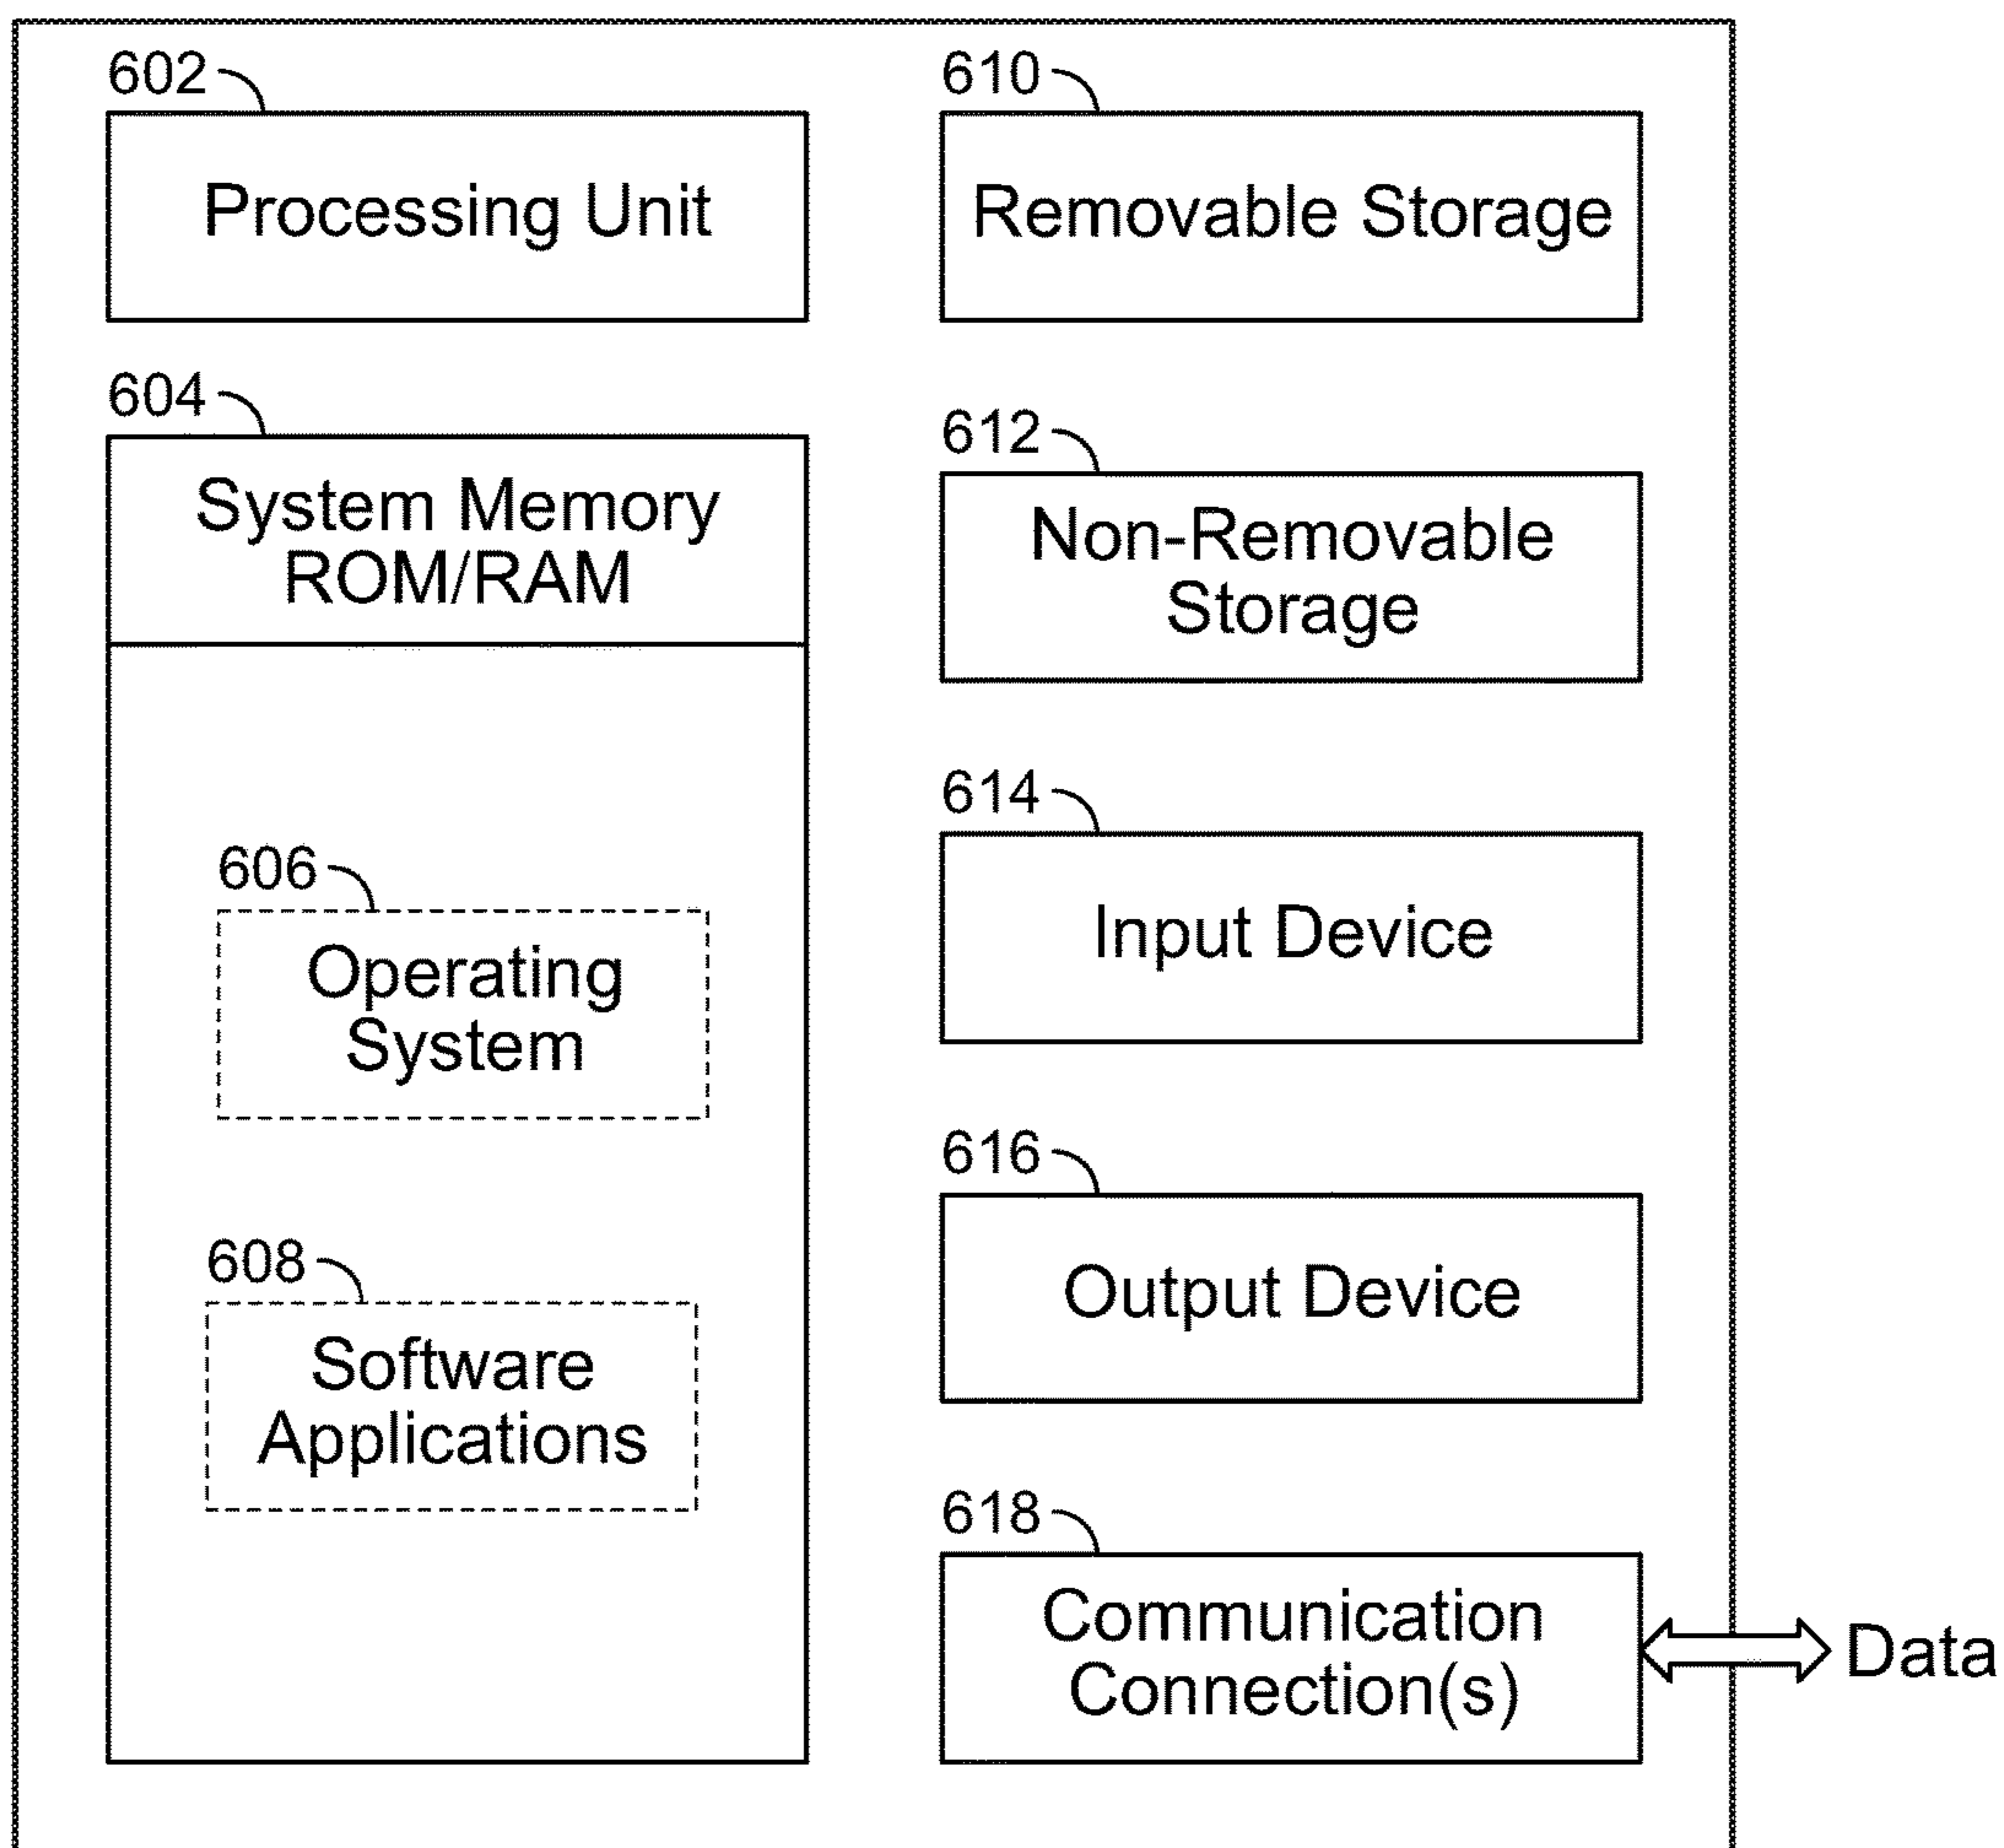 602
Processing Unit
604
System Memory
ROM/RAM
606
Operating
System
608
Software
Applications
610
Removable Storage
612
Non-Removable
Storage
614
Input Device
616
Output Device
618
Communication
Connection(s)
Data